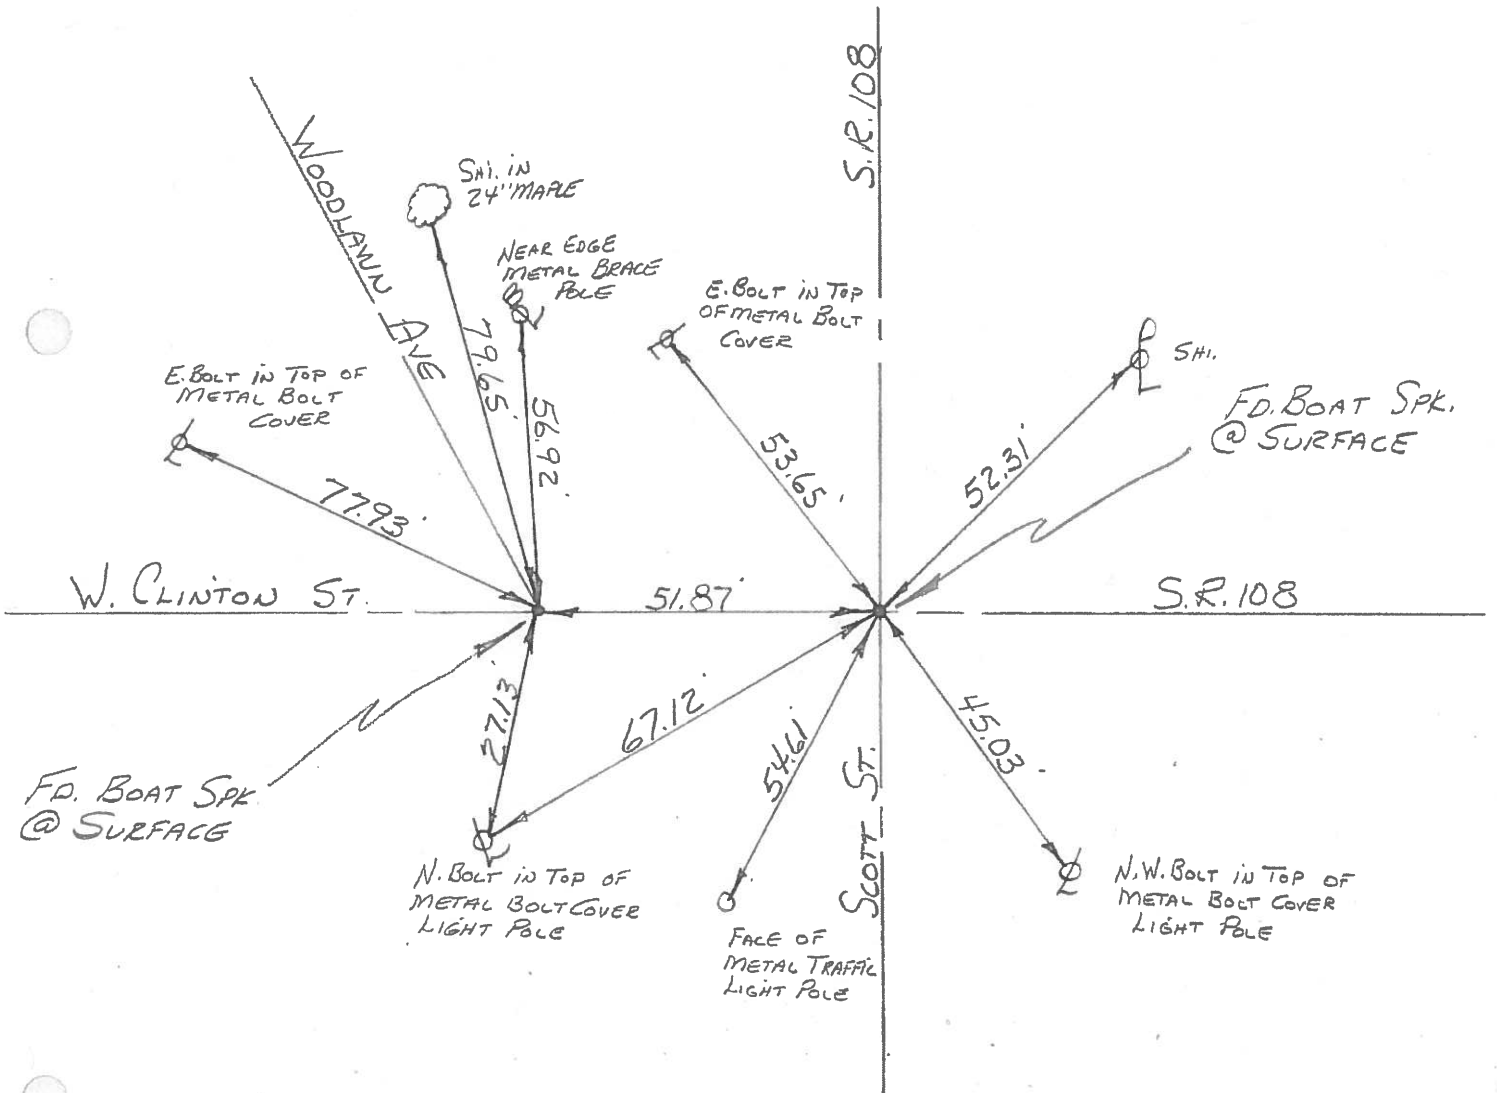 S.R. 108
WOODLAWN AVE
SHI. IN
24" MAPLE
NEAR EDGE
METAL BRACE
POLE
E. BOLT IN TOP
OF METAL BOLT
COVER
SHI.
E. BOLT IN TOP OF
METAL BOLT
COVER
FD. BOAT SPK.
@ SURFACE
79.65'
56.92'
53.65'
52.31'
77.93'
W. CLINTON ST.
51.87'
S.R. 108
27.13'
67.12'
54.61'
45.03'
SCOTT ST.
FD. BOAT SPK
@ SURFACE
N. BOLT IN TOP OF
METAL BOLT COVER
LIGHT POLE
FACE OF
METAL TRAFFIC
LIGHT POLE
N.W. BOLT IN TOP OF
METAL BOLT COVER
LIGHT POLE